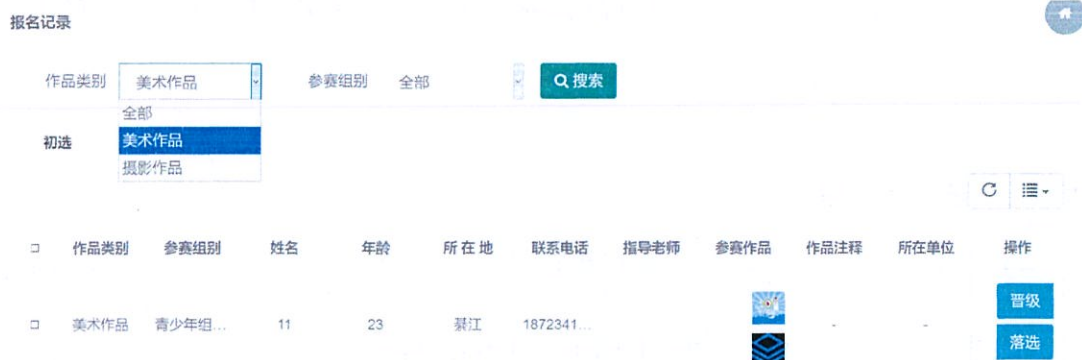 报名记录
作品类别 美术作品 参赛组别 全部 搜索
全部
初选 美术作品
摄影作品
作品类别 参赛组别 姓名 年龄 所在地 联系电话 指导老师 参赛作品 作品注释 所在单位 操作
晋级
美术作品 青少年组... 11 23 綦江 1872341... - -
落选